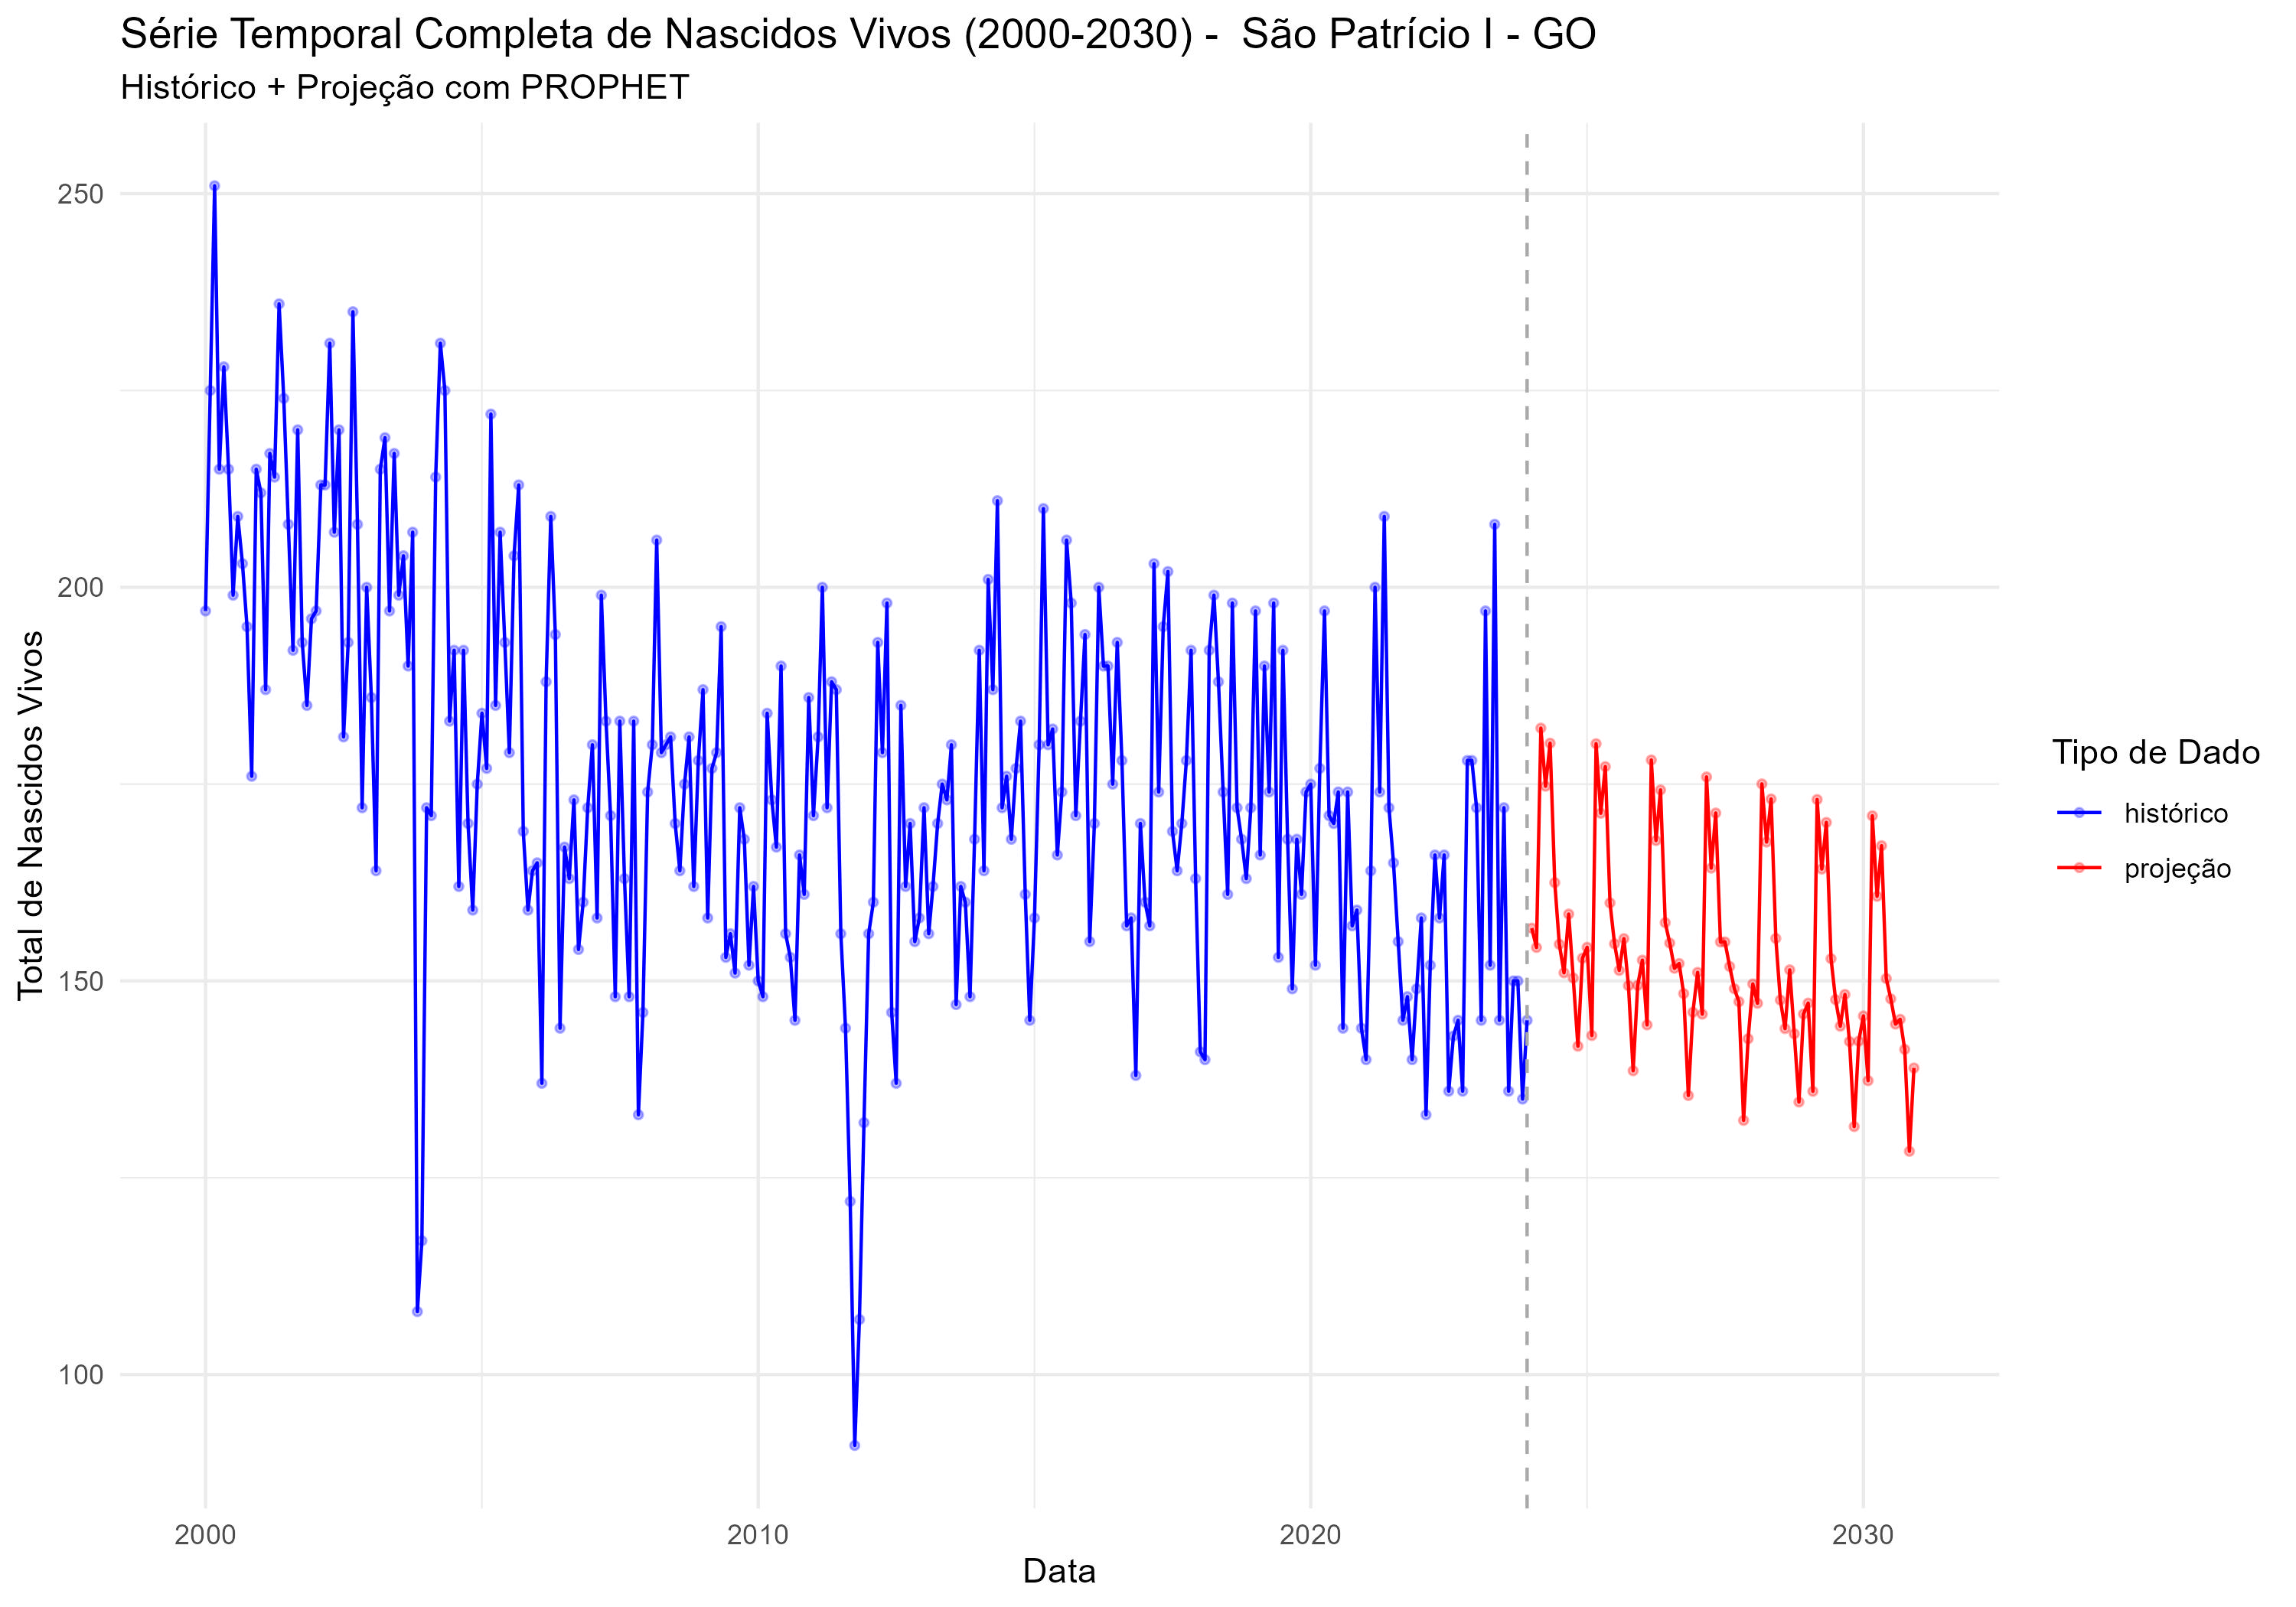 Série Temporal Completa de Nascidos Vivos (2000-2030) -  São Patrício I - GO
Histórico + Projeção com PROPHET
Total de Nascidos Vivos
250
200
150
100
2000
2010
2020
2030
Data
Tipo de Dado
histórico
projeção